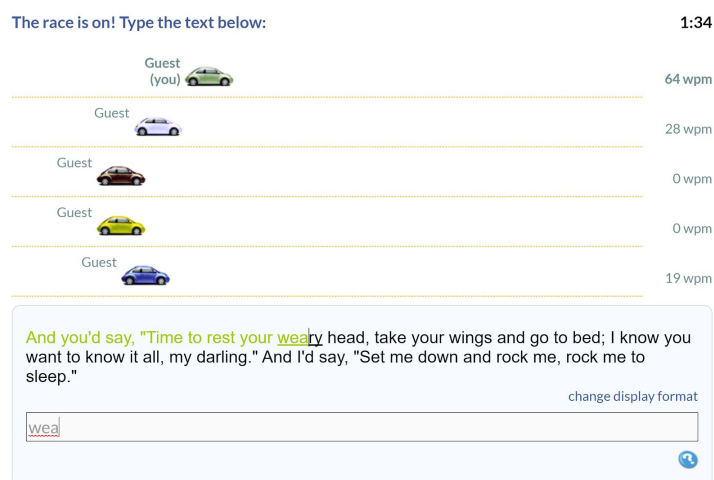 The race is on! Type the text below:
1:34
Guest
(you)
64 wpm
Guest
28 wpm
Guest
0 wpm
Guest
0 wpm
Guest
19 wpm
And you'd say, "Time to rest your weary head, take your wings and go to bed; I know you
want to know it all, my darling." And I'd say, "Set me down and rock me, rock me to
sleep."
change display format
wea